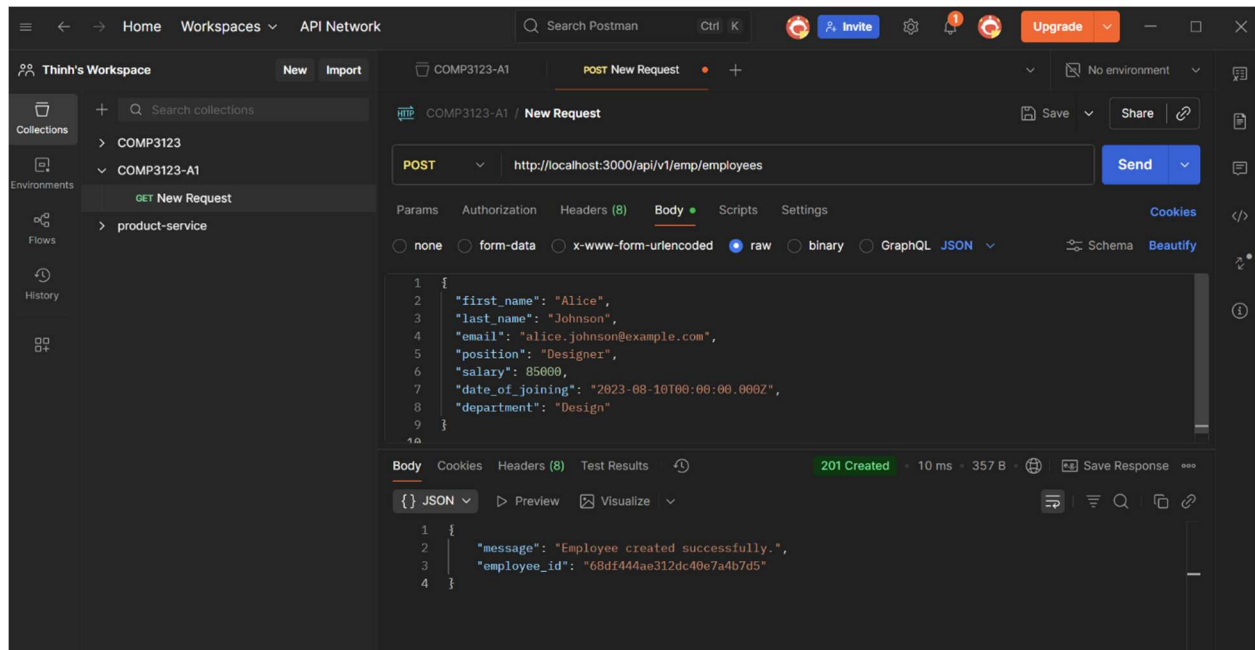 Home Workspaces API Network Search Postman Ctrl K Invite 1 Upgrade
Thinh's Workspace New Import COMP3123-A1 POST New Request No environment
Collections Search collections HTTP COMP3123-A1 / New Request Save Share
COMP3123
COMP3123-A1 POST http://localhost:3000/api/v1/emp/employees Send
Environments
GET New Request
Flows product-service Params Authorization Headers (8) Body Scripts Settings Cookies
none form-data x-www-form-urlencoded raw binary GraphQL JSON Schema Beautify
History
1 {
2 "first_name": "Alice",
3 "last_name": "Johnson",
4 "email": "alice.johnson@example.com",
5 "position": "Designer",
6 "salary": 85000,
7 "date_of_joining": "2023-08-10T00:00:00.000Z",
8 "department": "Design"
9 }
10
Body Cookies Headers (8) Test Results 201 Created 10 ms 357 B Save Response
{} JSON Preview Visualize
1 {
2 "message": "Employee created successfully.",
3 "employee_id": "68df444ae312dc40e7a4b7d5"
4 }